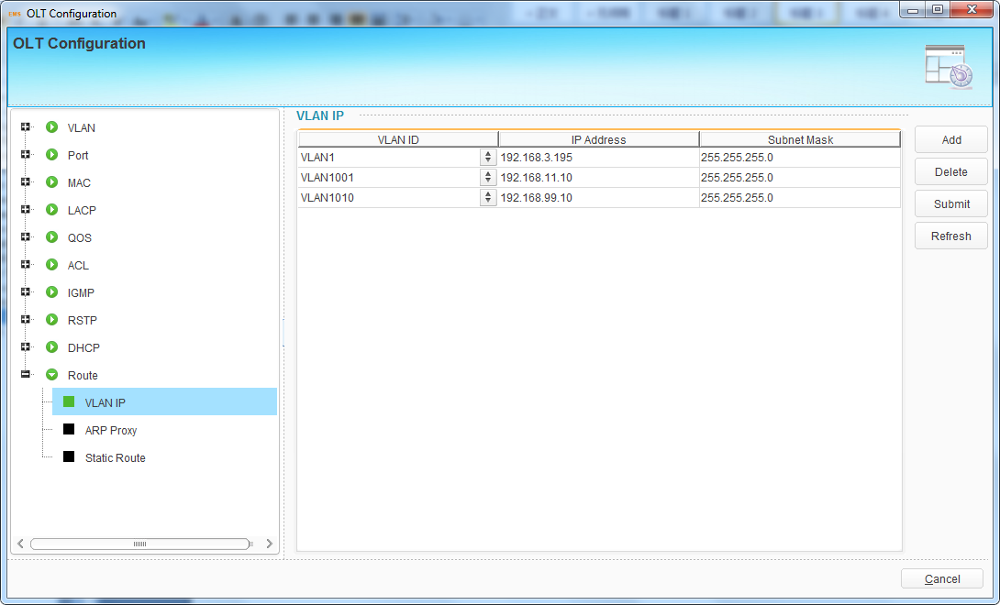 EMS OLT Configuration
OLT Configuration
VLAN
Port
MAC
LACP
QOS
ACL
IGMP
RSTP
DHCP
Route
VLAN IP
ARP Proxy
Static Route
VLAN IP
VLAN ID IP Address Subnet Mask
VLAN1 192.168.3.195 255.255.255.0
VLAN1001 192.168.11.10 255.255.255.0
VLAN1010 192.168.99.10 255.255.255.0
Add
Delete
Submit
Refresh
Cancel